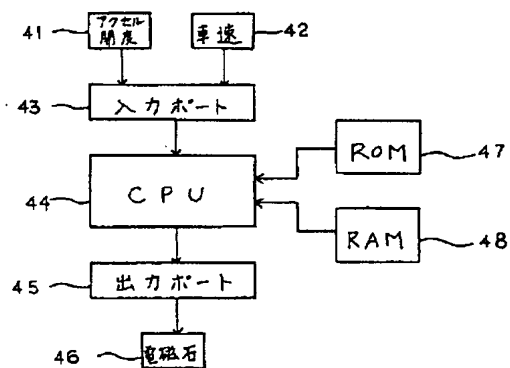 41
アクセル
開度
車速
42
43
入力ポート
44
CPU
ROM
47
RAM
48
45
出力ポート
46
電磁石